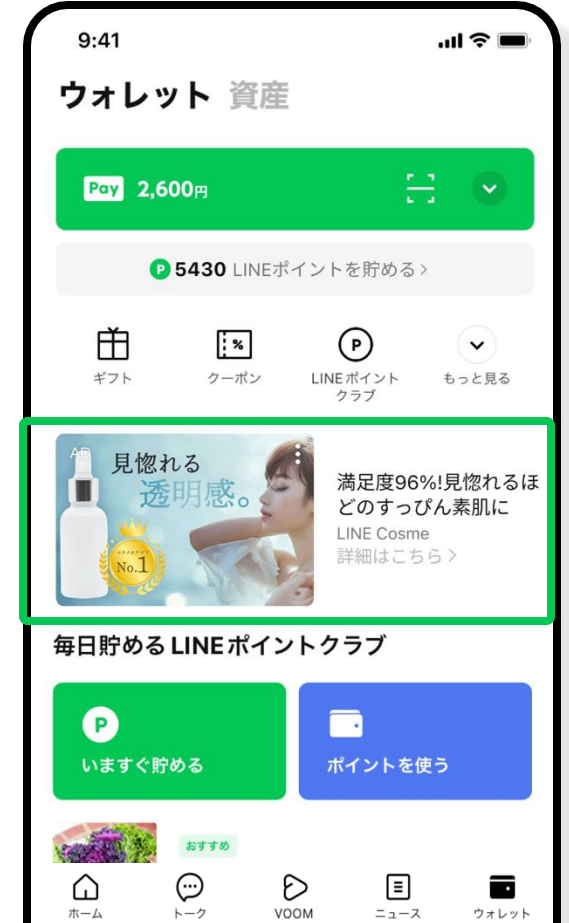 9:41
ウォレット 資産
Pay 2,600円
P 5430 LINEポイントを貯める
%
P
ギフト
クーポン
LINEポイント
クラブ
もっと見る
AD
見惚れる
透明感。
No.1
満足度96%!見惚れるほ
どのすっぴん素肌に
LINE Cosme
詳細はこちら
毎日貯めるLINEポイントクラブ
P
いますぐ貯める
ポイントを使う
おすすめ
ホーム
トーク
VOOM
ニュース
ウォレット